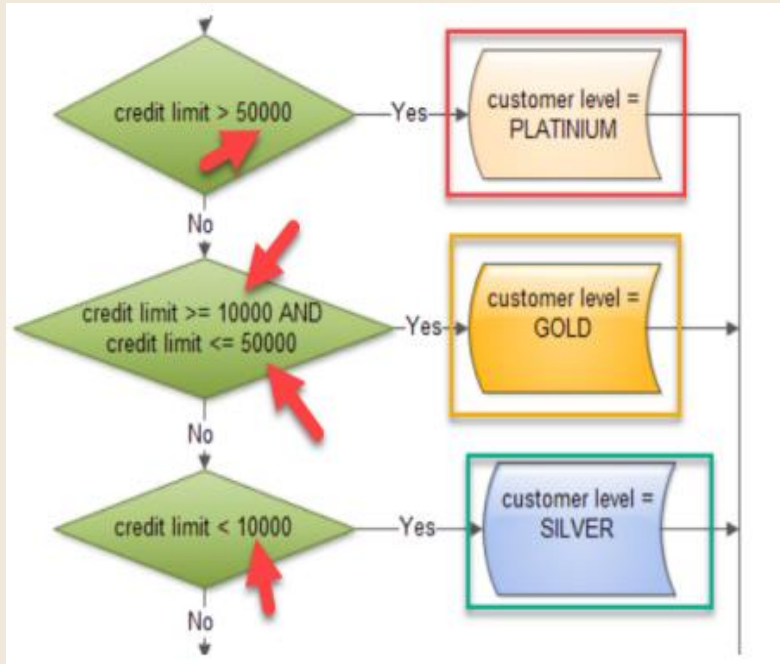 credit limit > 50000
Yes
customer level =
PLATINIUM
No
credit limit >= 10000 AND
credit limit <= 50000
Yes
customer level =
GOLD
No
credit limit < 10000
Yes
customer level =
SILVER
No